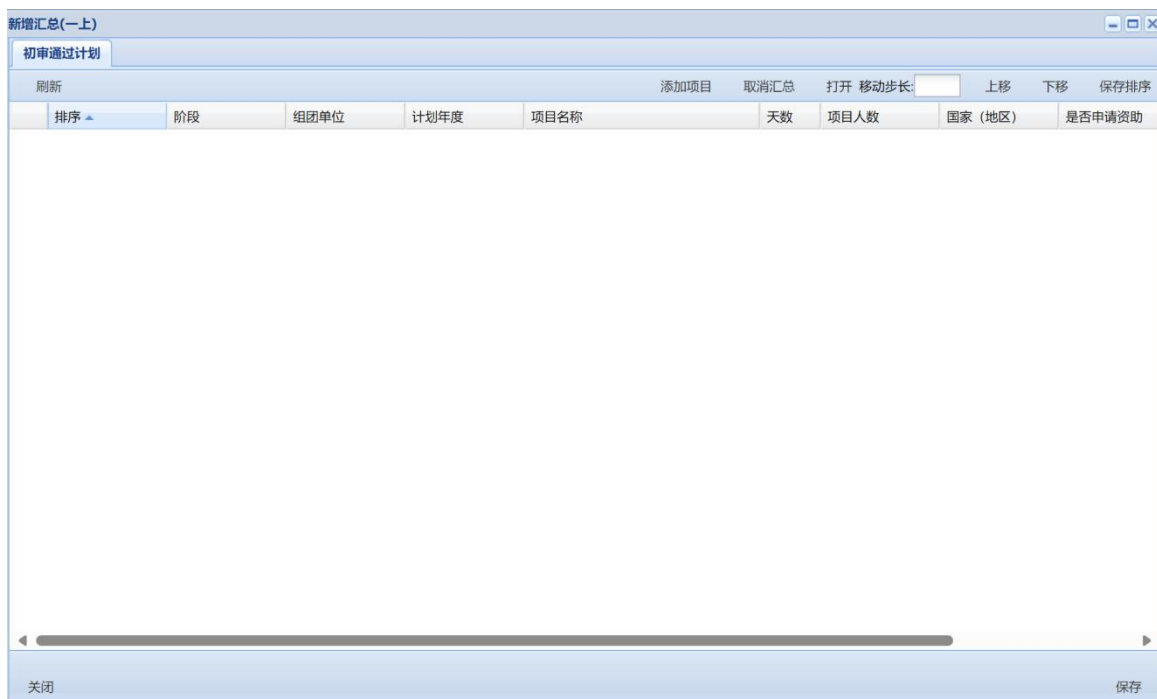 新增汇总(一上)
初审通过计划
刷新 添加项目 取消汇总 打开 移动步长: 上移 下移 保存排序
排序 阶段 组团单位 计划年度 项目名称 天数 项目人数 国家（地区） 是否申请资助
关闭 保存